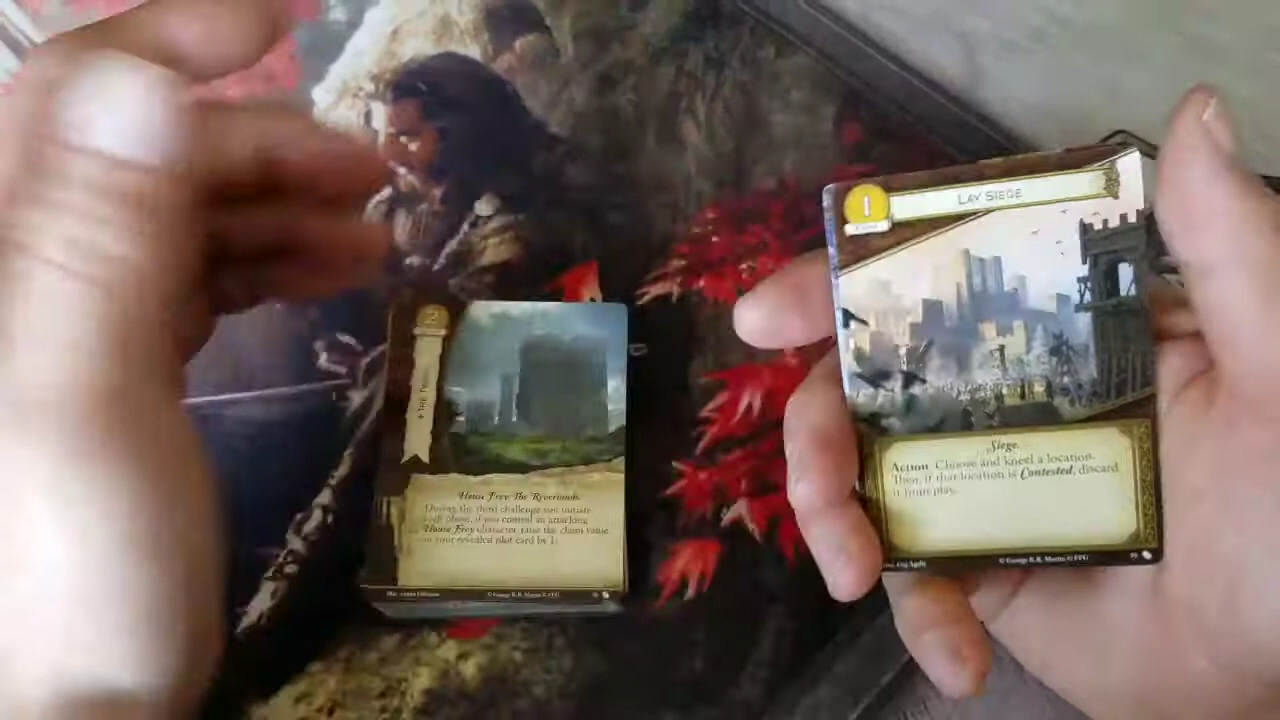 2
THE TWINS
House Frey. The Riverlands.
During the third challenge you initiate
each phase, if you control an attacking
House Frey character, raise the claim value
on your revealed plot card by 1.
© George R. R. Martin © FFG
1
LAY SIEGE
Siege.
Action: Choose and kneel a location.
Then, if that location is Contested, discard
it from play.
© George R. R. Martin © FFG